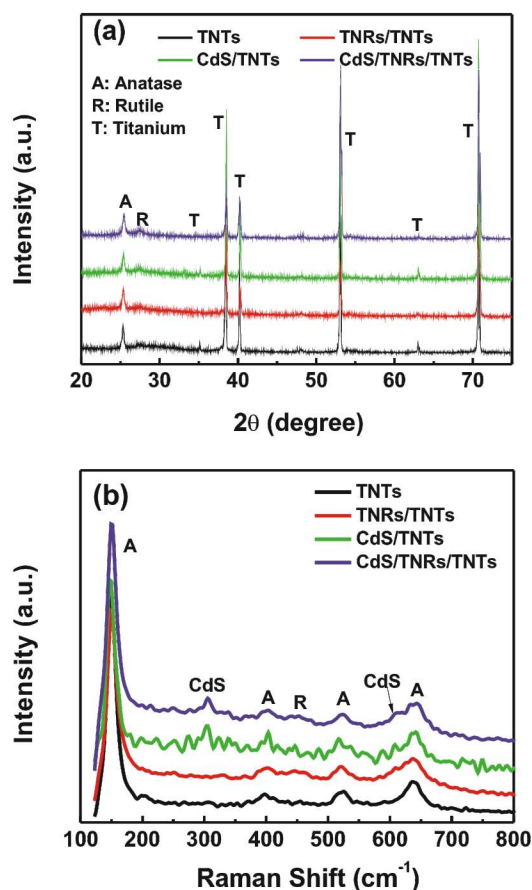 (a)
TNTs
TNRs/TNTs
CdS/TNTs
CdS/TNRs/TNTs
A: Anatase
R: Rutile
T: Titanium
T
T
T
T
A
R
T
T
Intensity (a.u.)
20 30 40 50 60 70
2θ (degree)
(b)
TNTs
TNRs/TNTs
CdS/TNTs
CdS/TNRs/TNTs
A
CdS
A
R
A
CdS
A
Intensity (a.u.)
100 200 300 400 500 600 700 800
Raman Shift (cm⁻¹)